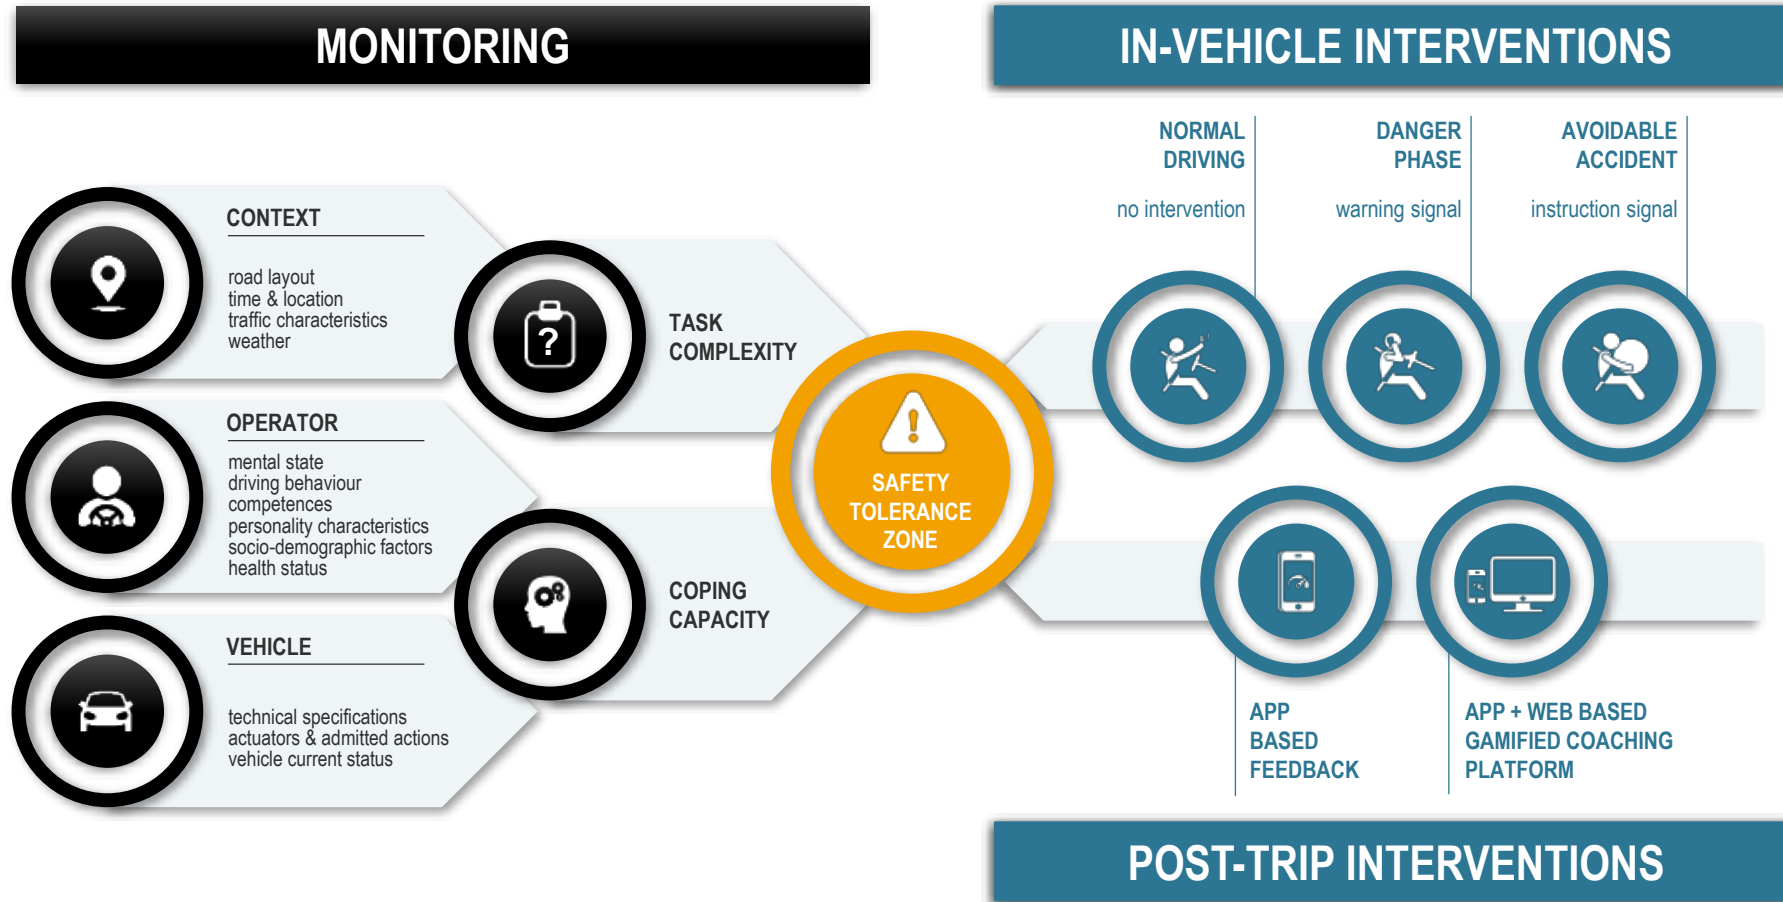 MONITORING
CONTEXT
road layout
time & location
traffic characteristics
weather
OPERATOR
mental state
driving behaviour
competences
personality characteristics
socio-demographic factors
health status
VEHICLE
technical specifications
actuators & admitted actions
vehicle current status
?
TASK
COMPLEXITY
COPING
CAPACITY
SAFETY
TOLERANCE
ZONE
IN-VEHICLE INTERVENTIONS
NORMAL
DRIVING
no intervention
DANGER
PHASE
warning signal
AVOIDABLE
ACCIDENT
instruction signal
APP
BASED
FEEDBACK
APP + WEB BASED
GAMIFIED COACHING
PLATFORM
POST-TRIP INTERVENTIONS